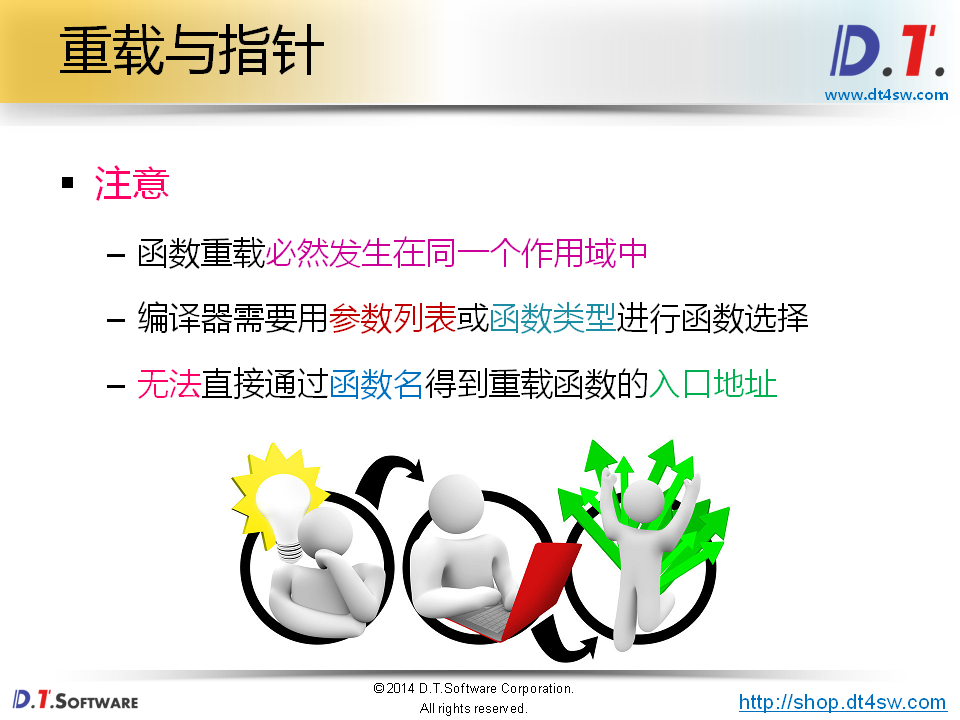 重载与指针
D.T.
www.dt4sw.com
注意
– 函数重载必然发生在同一个作用域中
– 编译器需要用参数列表或函数类型进行函数选择
– 无法直接通过函数名得到重载函数的入口地址
D.T.SOFTWARE
©2014 D.T.Software Corporation.
All rights reserved.
http://shop.dt4sw.com